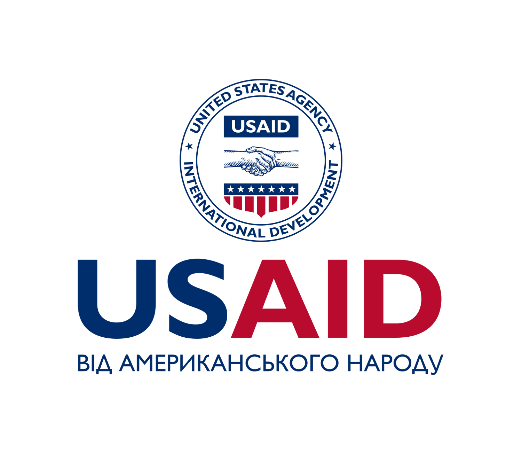 UNITED STATES AGENCY
USAID
INTERNATIONAL DEVELOPMENT
USAID
ВІД АМЕРИКАНСЬКОГО НАРОДУ